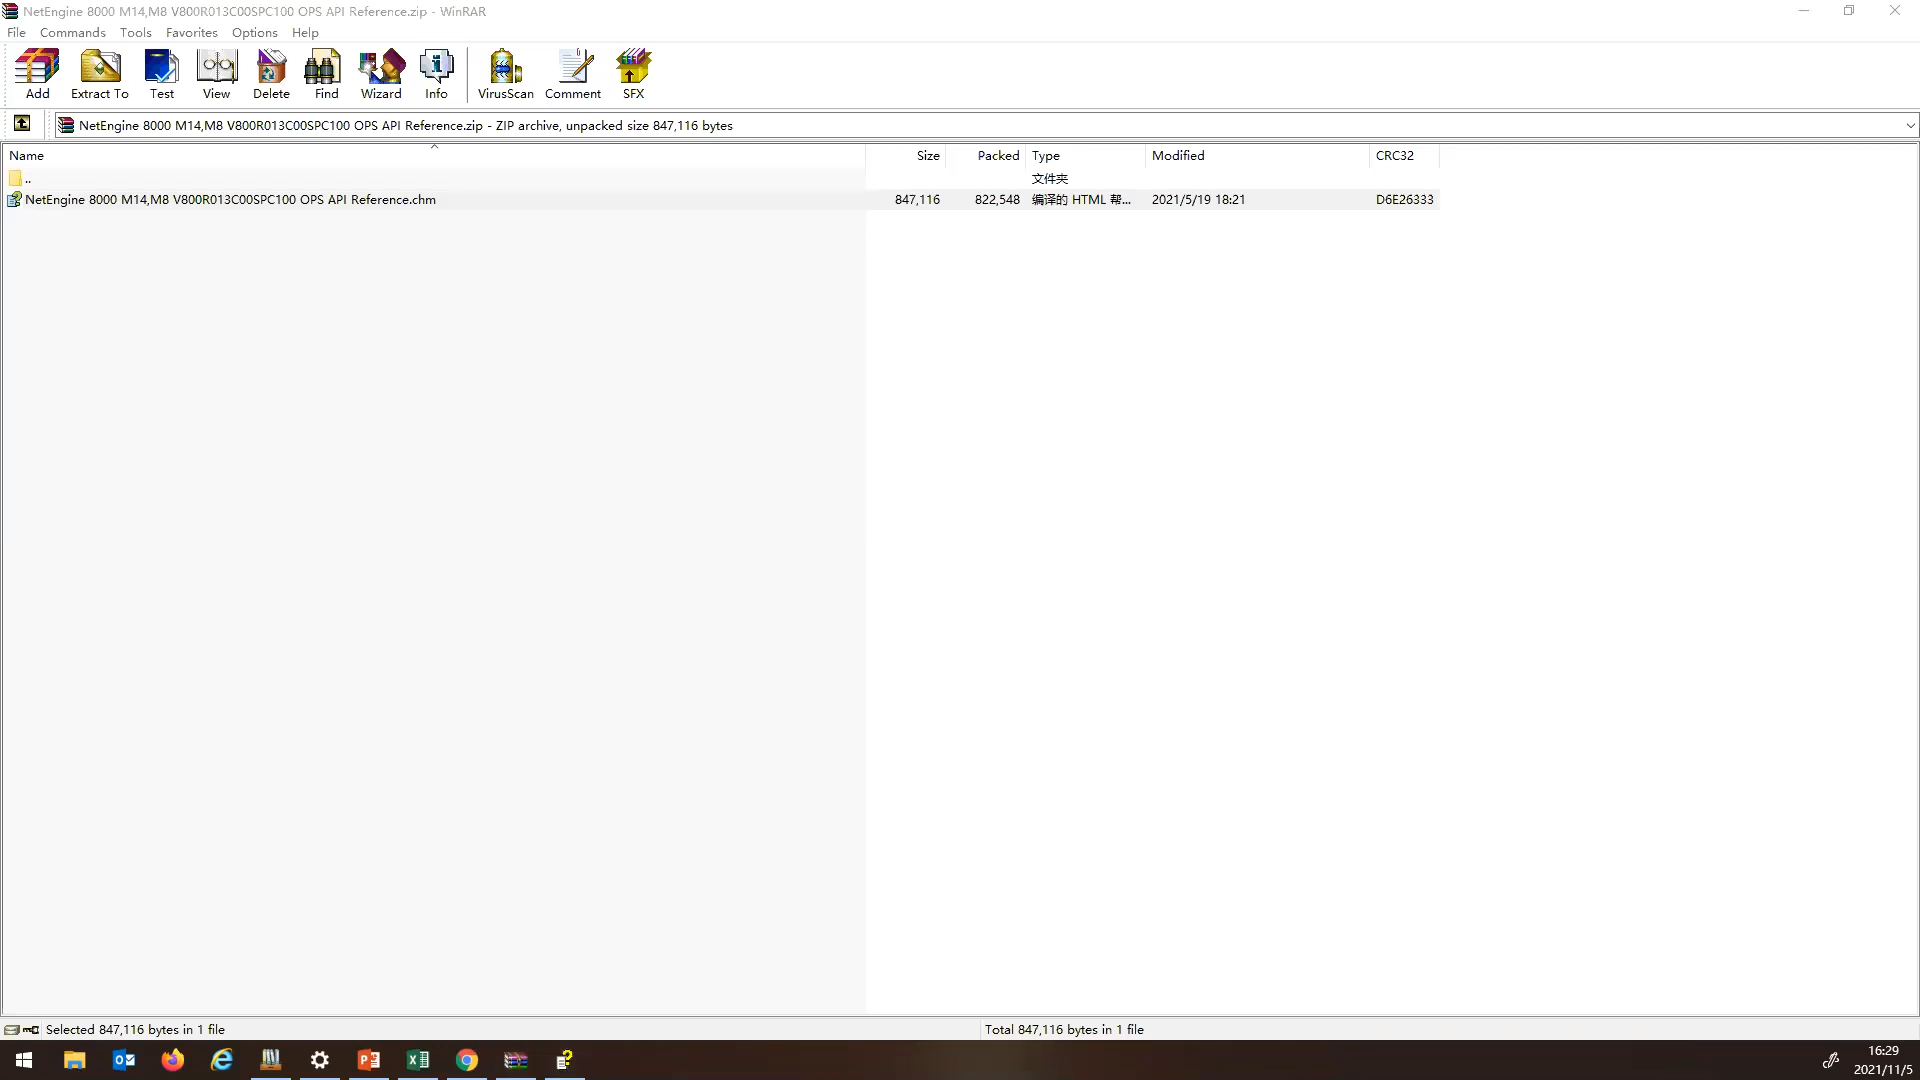 NetEngine 8000 M14,M8 V800R013C00SPC100 OPS API Reference.zip - WinRAR
File Commands Tools Favorites Options Help
Add Extract To Test View Delete Find Wizard Info VirusScan Comment SFX
NetEngine 8000 M14,M8 V800R013C00SPC100 OPS API Reference.zip - ZIP archive, unpacked size 847,116 bytes
Name Size Packed Type Modified CRC32
.. 文件夹
NetEngine 8000 M14,M8 V800R013C00SPC100 OPS API Reference.chm 847,116 822,548 编译的 HTML 帮... 2021/5/19 18:21 D6E26333
Selected 847,116 bytes in 1 file Total 847,116 bytes in 1 file
16:29
2021/11/5